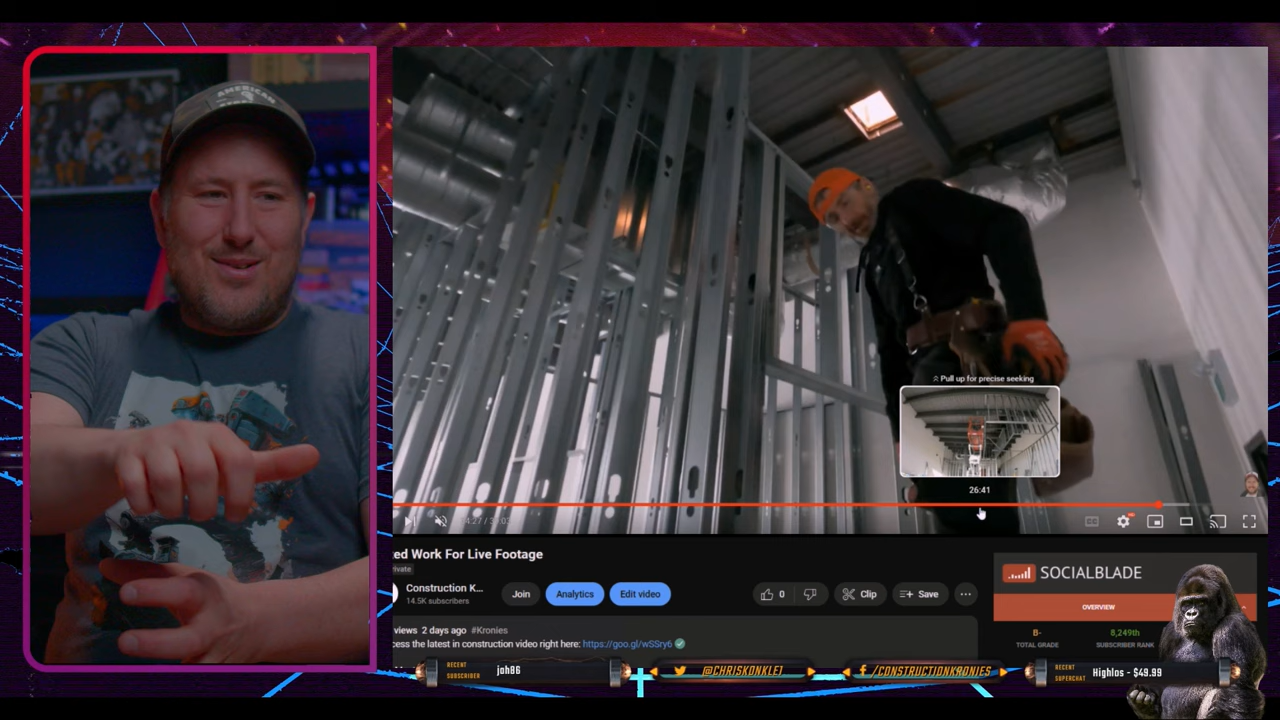 AMERICAN
Pull up for precise seeking
26:41
ed Work For Live Footage
ivate
Construction K...
14.5K subscribers
Join
Analytics
Edit video
0
Clip
Save
views 2 days ago #Kronies
cess the latest in construction video right here: https://goo.gl/wSSry6
SOCIALBLADE
OVERVIEW
B-
TOTAL GRADE
8,249th
SUBSCRIBER RANK
RECENT
SUBSCRIBER
jah86
@CHRISKONKLE1
/CONSTRUCTIONKRONIES
RECENT
SUPERCHAT
Highlos - $49.99